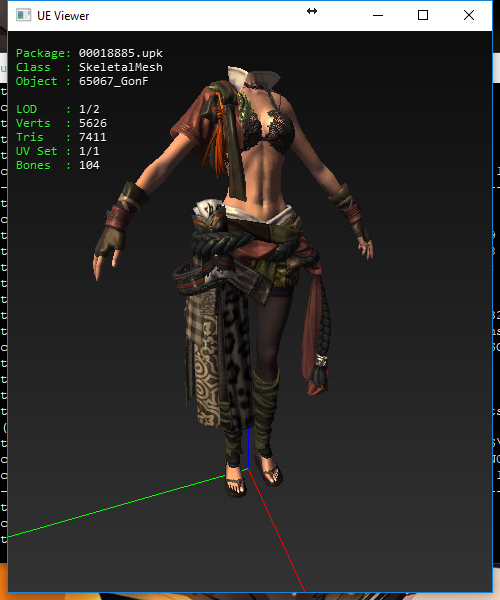 UE Viewer
Package: 00018885.upk
Class : SkeletalMesh
Object : 65067_GonF
LOD : 1/2
Verts : 5626
Tris : 7411
UV Set : 1/1
Bones : 104